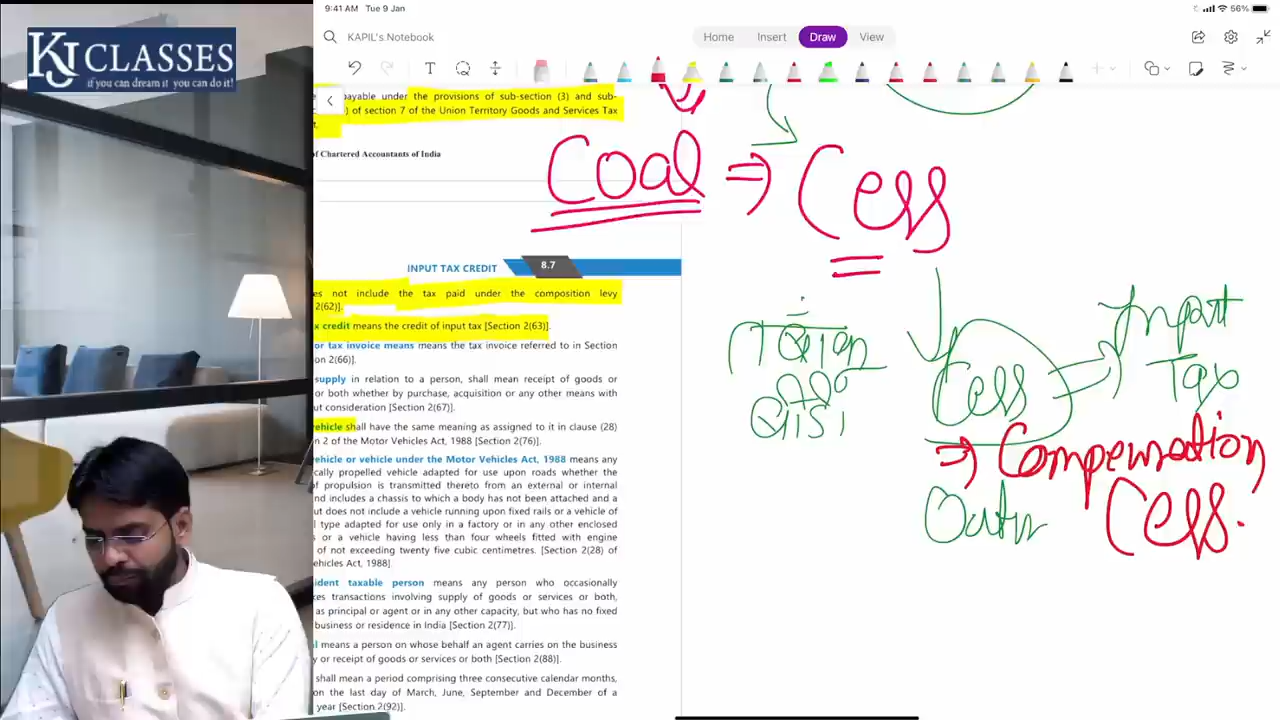 9:41 AM Tue 9 Jan
56%
KJ CLASSES
if you can dream it you can do it!
KAPIL's Notebook
Home Insert Draw View
payable under the provisions of sub-section (3) and sub-
) of section 7 of the Union Territory Goods and Services Tax
of Chartered Accountants of India
Coal ⇒ Cess
INPUT TAX CREDIT 8.7
es not include the tax paid under the composition levy
2(62)].
x credit means the credit of input tax [Section 2(63)].
or tax invoice means the tax invoice referred to in Section
on 2(66)].
supply in relation to a person, shall mean receipt of goods or
or both whether by purchase, acquisition or any other means with
ut consideration [Section 2(67)].
vehicle shall have the same meaning as assigned to it in clause (28)
n 2 of the Motor Vehicles Act, 1988 [Section 2(76)].
vehicle or vehicle under the Motor Vehicles Act, 1988 means any
ically propelled vehicle adapted for use upon roads whether the
of propulsion is transmitted thereto from an external or internal
nd includes a chassis to which a body has not been attached and a
ut does not include a vehicle running upon fixed rails or a vehicle of
l type adapted for use only in a factory or in any other enclosed
s or a vehicle having less than four wheels fitted with engine
of not exceeding twenty five cubic centimetres. [Section 2(28) of
ehicles Act, 1988].
ident taxable person means any person who occasionally
kes transactions involving supply of goods or services or both,
as principal or agent or in any other capacity, but who has no fixed
business or residence in India [Section 2(77)].
al means a person on whose behalf an agent carries on the business
y or receipt of goods or services or both [Section 2(88)].
shall mean a period comprising three consecutive calendar months,
on the last day of March, June, September and December of a
year [Section 2(92)].
Cess
Input
Tax
⇒ Compensation
Cess.